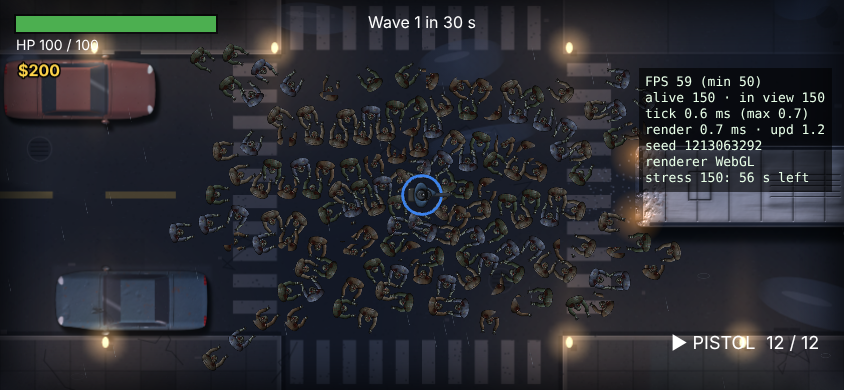 Wave 1 in 30 s
HP 100 / 100
$200
FPS 59 (min 50)
alive 150 · in view 150
tick 0.6 ms (max 0.7)
render 0.7 ms · upd 1.2
seed 1213063292
renderer WebGL
stress 150: 56 s left
▶ PISTOL 12 / 12